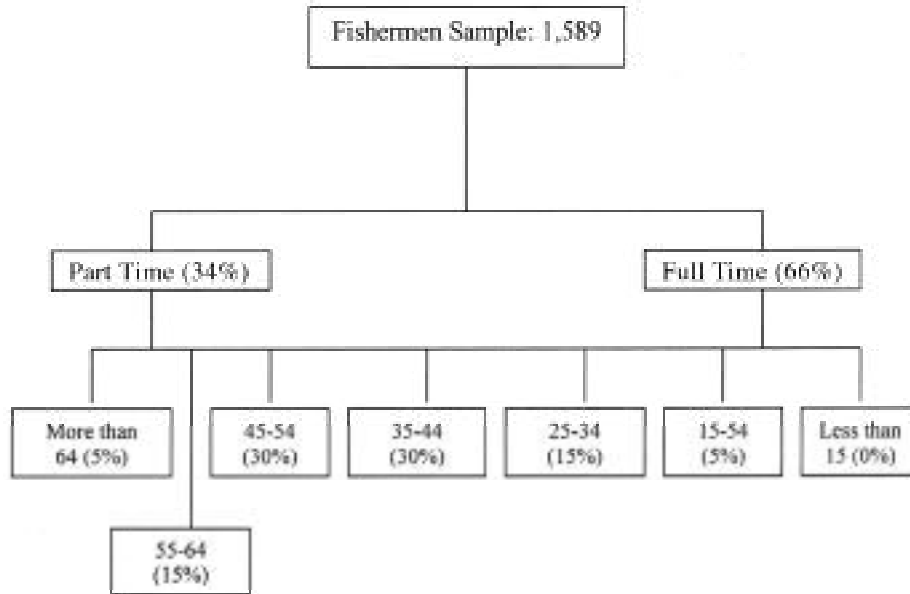 Fishermen Sample: 1,589
Part Time (34%)
Full Time (66%)
More than
64 (5%)
45-54
(30%)
35-44
(30%)
25-34
(15%)
15-54
(5%)
Less than
15 (0%)
55-64
(15%)